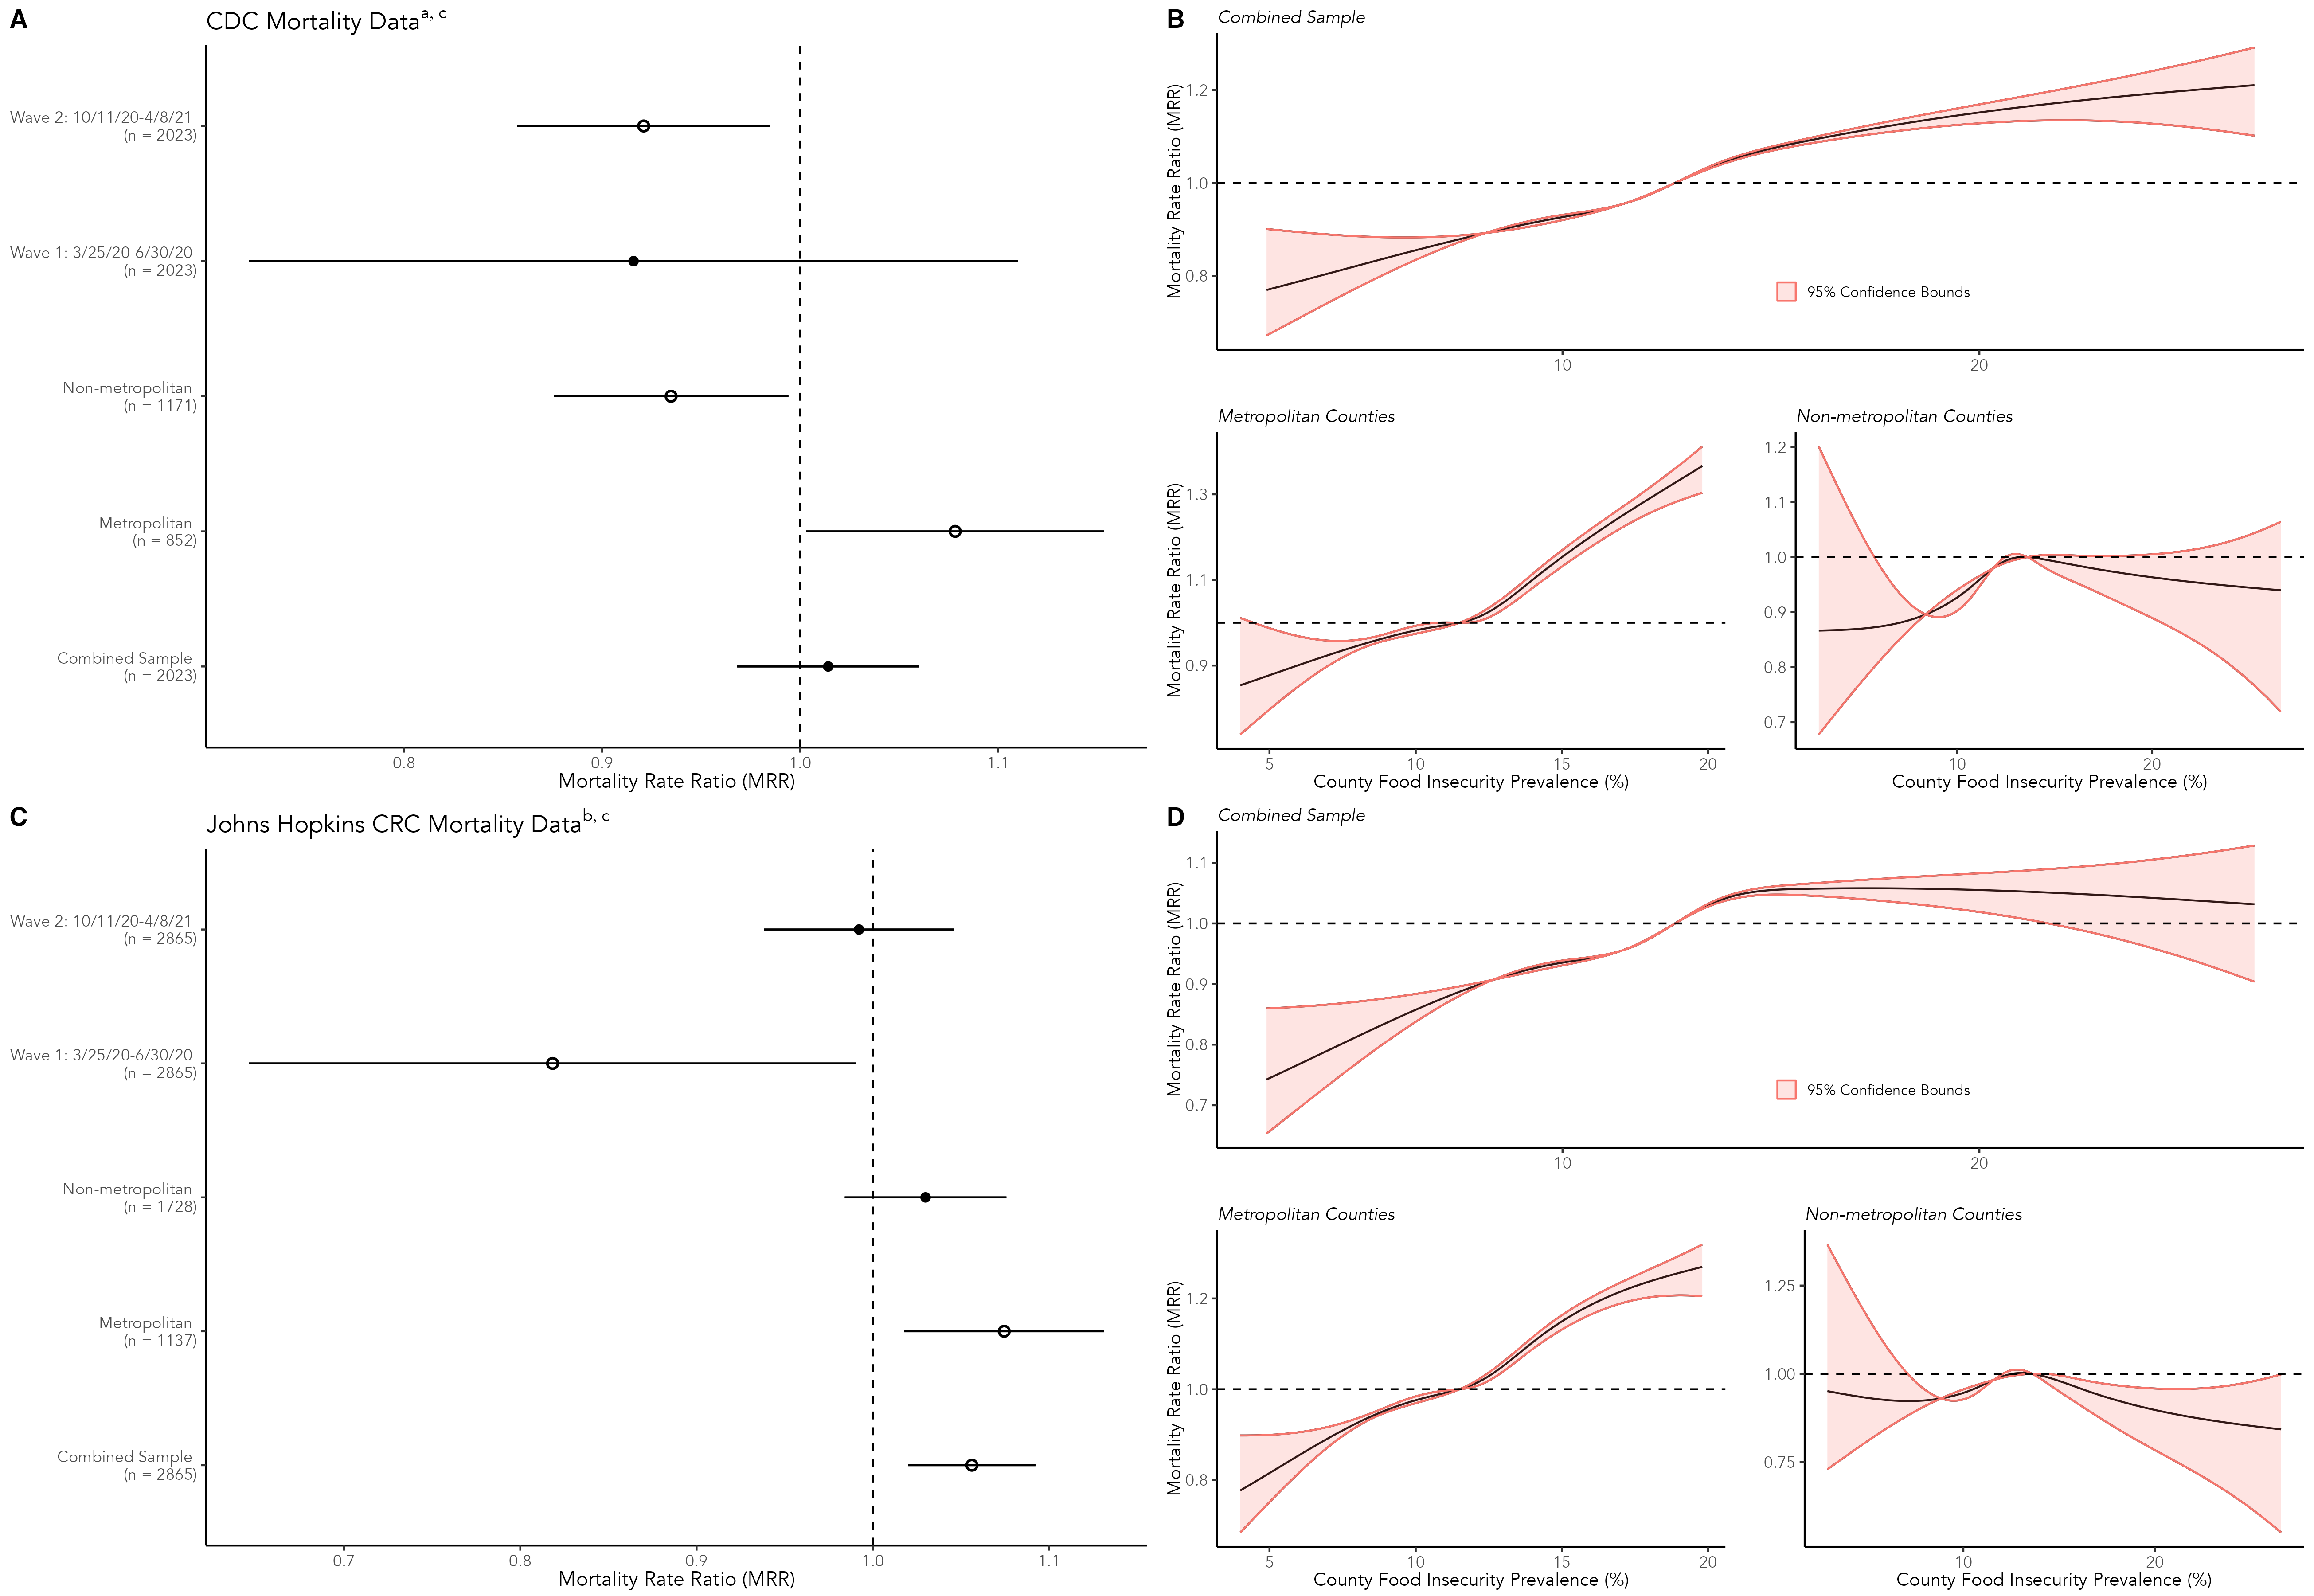 A
CDC Mortality Data^a, c
Wave 2: 10/11/20-4/8/21
(n = 2023)
Wave 1: 3/25/20-6/30/20
(n = 2023)
Non-metropolitan
(n = 1171)
Metropolitan
(n = 852)
Combined Sample
(n = 2023)
0.8 0.9 1.0 1.1
Mortality Rate Ratio (MRR)
B
Combined Sample
Mortality Rate Ratio (MRR)
1.2
1.0
0.8
95% Confidence Bounds
10 20
Metropolitan Counties
Mortality Rate Ratio (MRR)
1.3
1.1
0.9
5 10 15 20
County Food Insecurity Prevalence (%)
Non-metropolitan Counties
1.2
1.1
1.0
0.9
0.8
0.7
10 20
County Food Insecurity Prevalence (%)
C
Johns Hopkins CRC Mortality Data^b, c
Wave 2: 10/11/20-4/8/21
(n = 2865)
Wave 1: 3/25/20-6/30/20
(n = 2865)
Non-metropolitan
(n = 1728)
Metropolitan
(n = 1137)
Combined Sample
(n = 2865)
0.7 0.8 0.9 1.0 1.1
Mortality Rate Ratio (MRR)
D
Combined Sample
Mortality Rate Ratio (MRR)
1.1
1.0
0.9
0.8
0.7
95% Confidence Bounds
10 20
Metropolitan Counties
Mortality Rate Ratio (MRR)
1.2
1.0
0.8
5 10 15 20
County Food Insecurity Prevalence (%)
Non-metropolitan Counties
1.25
1.00
0.75
10 20
County Food Insecurity Prevalence (%)